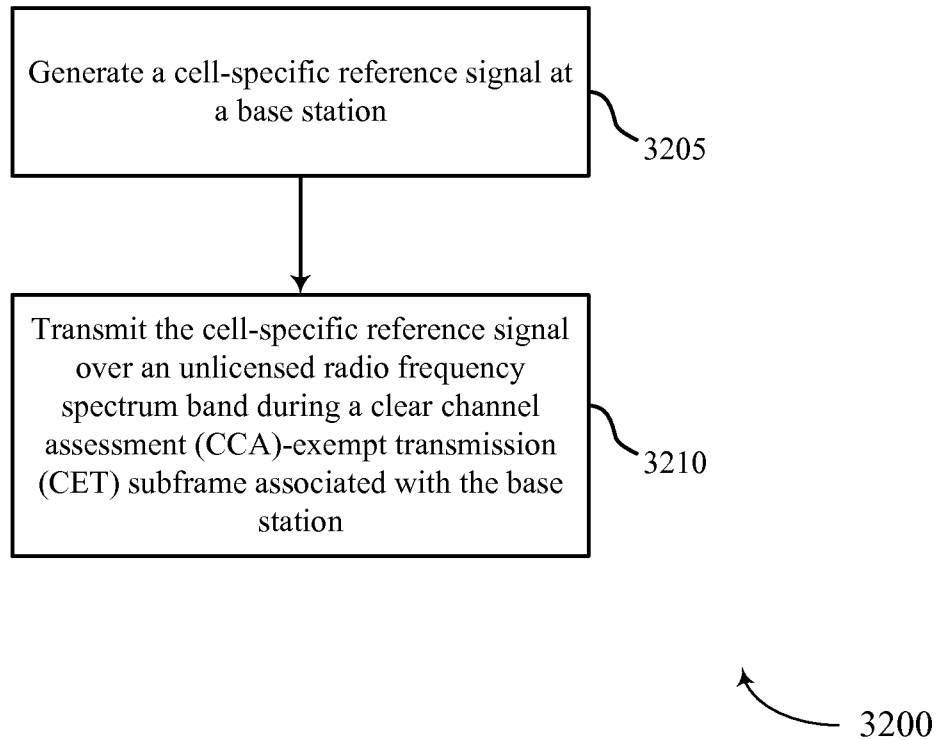 Generate a cell-specific reference signal at
a base station
3205
Transmit the cell-specific reference signal
over an unlicensed radio frequency
spectrum band during a clear channel
assessment (CCA)-exempt transmission
(CET) subframe associated with the base
station
3210
3200